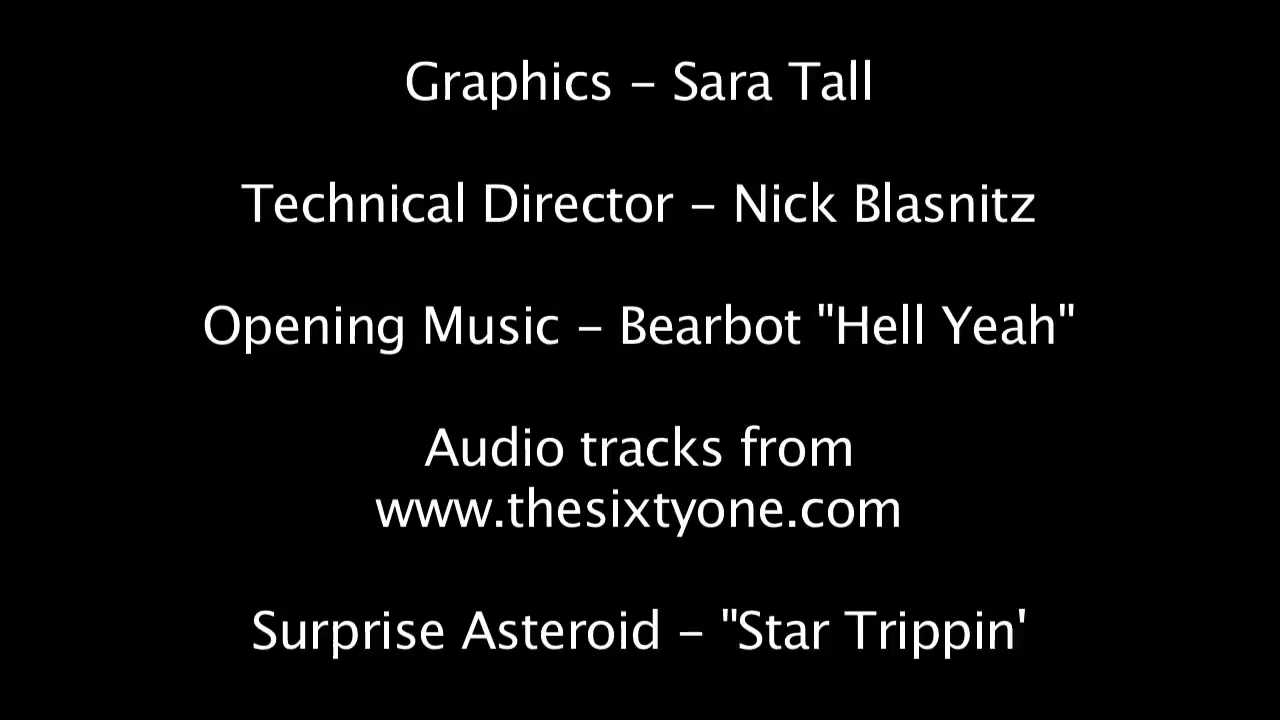 Graphics – Sara Tall
Technical Director – Nick Blasnitz
Opening Music – Bearbot "Hell Yeah"
Audio tracks from
www.thesixtyone.com
Surprise Asteroid – "Star Trippin'